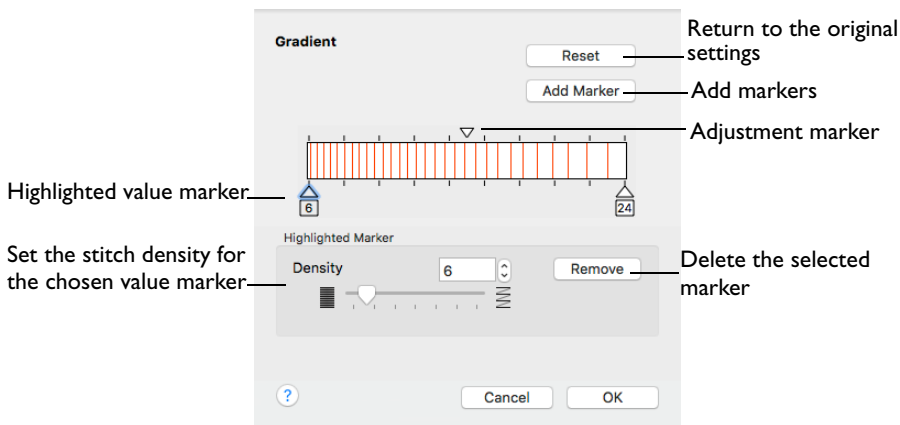 Gradient
Reset
Return to the original
settings
Add Marker
Add markers
Adjustment marker
Highlighted value marker
6
24
Highlighted Marker
Set the stitch density for
the chosen value marker
Density
6
Remove
Delete the selected
marker
?
Cancel
OK